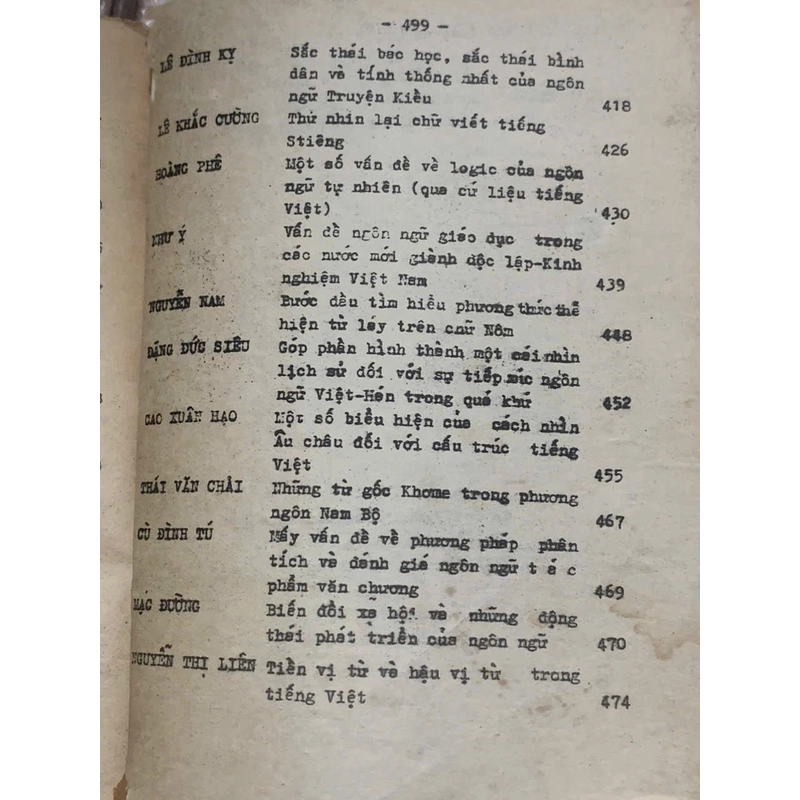 - 499 -
LÊ ĐÌNH KỴ Sắc thái bác học, sắc thái bình
dân và tính thống nhất của ngôn
ngữ Truyện Kiều 418
LÊ KHẮC CƯỜNG Thử nhìn lại chữ viết tiếng
Stiêng 426
HOÀNG PHÊ Một số vấn đề về logic của ngôn
ngữ tự nhiên (qua cứ liệu tiếng
Việt) 430
NHƯ Ý Vấn đề ngôn ngữ giáo dục trong
các nước mới giành độc lập-Kinh
nghiệm Việt Nam 439
NGUYỄN NAM Bước đầu tìm hiểu phương thức thể
hiện từ láy trên chữ Nôm 448
ĐẶNG ĐỨC SIÊU Góp phần hình thành một cái nhìn
lịch sử đối với sự tiếp xúc ngôn
ngữ Việt-Hán trong quá khứ 452
CAO XUÂN HẠO Một số biểu hiện của cách nhìn
Âu châu đối với cấu trúc tiếng
Việt 455
THÁI VĂN CHẢI Những từ gốc Khơme trong phương
ngôn Nam Bộ 467
CÙ ĐÌNH TÚ Mấy vấn đề về phương pháp phân
tích và đánh giá ngôn ngữ tác
phẩm văn chương 469
MẠC ĐƯỜNG Biến đổi xã hội và những động
thái phát triển của ngôn ngữ 470
NGUYỄN THỊ LIÊN Tiền vị từ và hậu vị từ trong
tiếng Việt 474